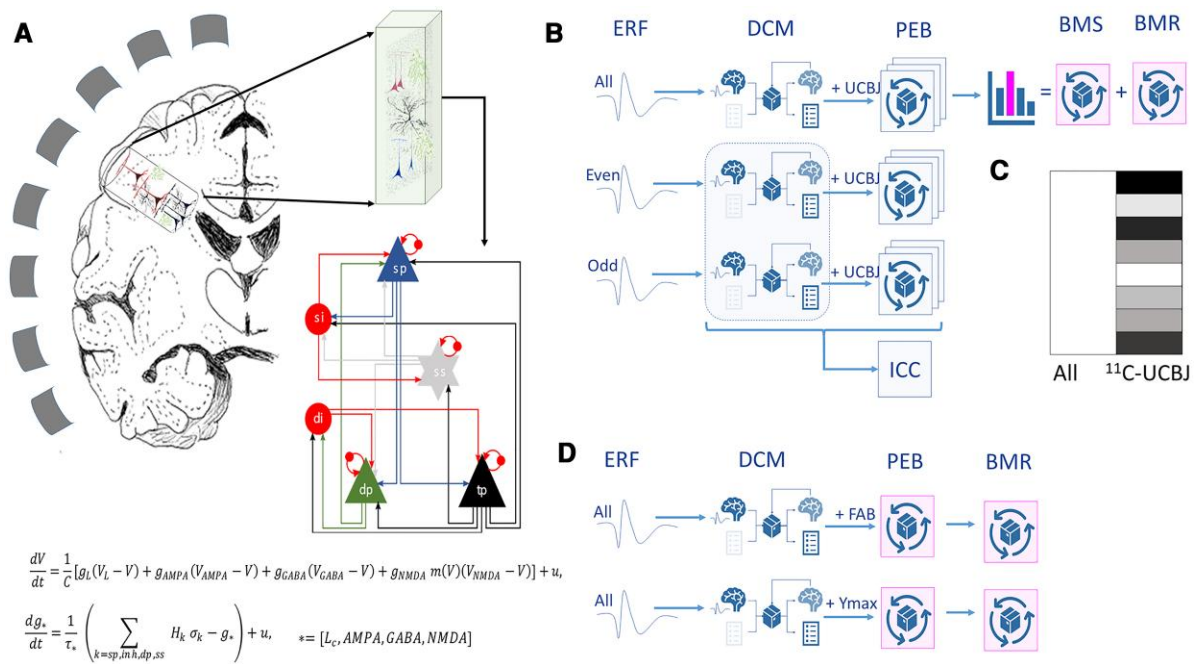 A
sp
si
ss
di
dp
tp
dV/dt = 1/C [g_L(V_L − V) + g_AMPA(V_AMPA − V) + g_GABA(V_GABA − V) + g_NMDA m(V)(V_NMDA − V)] + u,
dg_*/dt = 1/τ_* (∑_{k=sp,inh,dp,ss} H_k σ_k − g_*) + u, *= [L_c, AMPA, GABA, NMDA]
B
ERF DCM PEB BMS BMR
All + UCBJ = +
Even + UCBJ
Odd + UCBJ
ICC
C
All ¹¹C-UCBJ
D
ERF DCM PEB BMR
All + FAB
All + Ymax